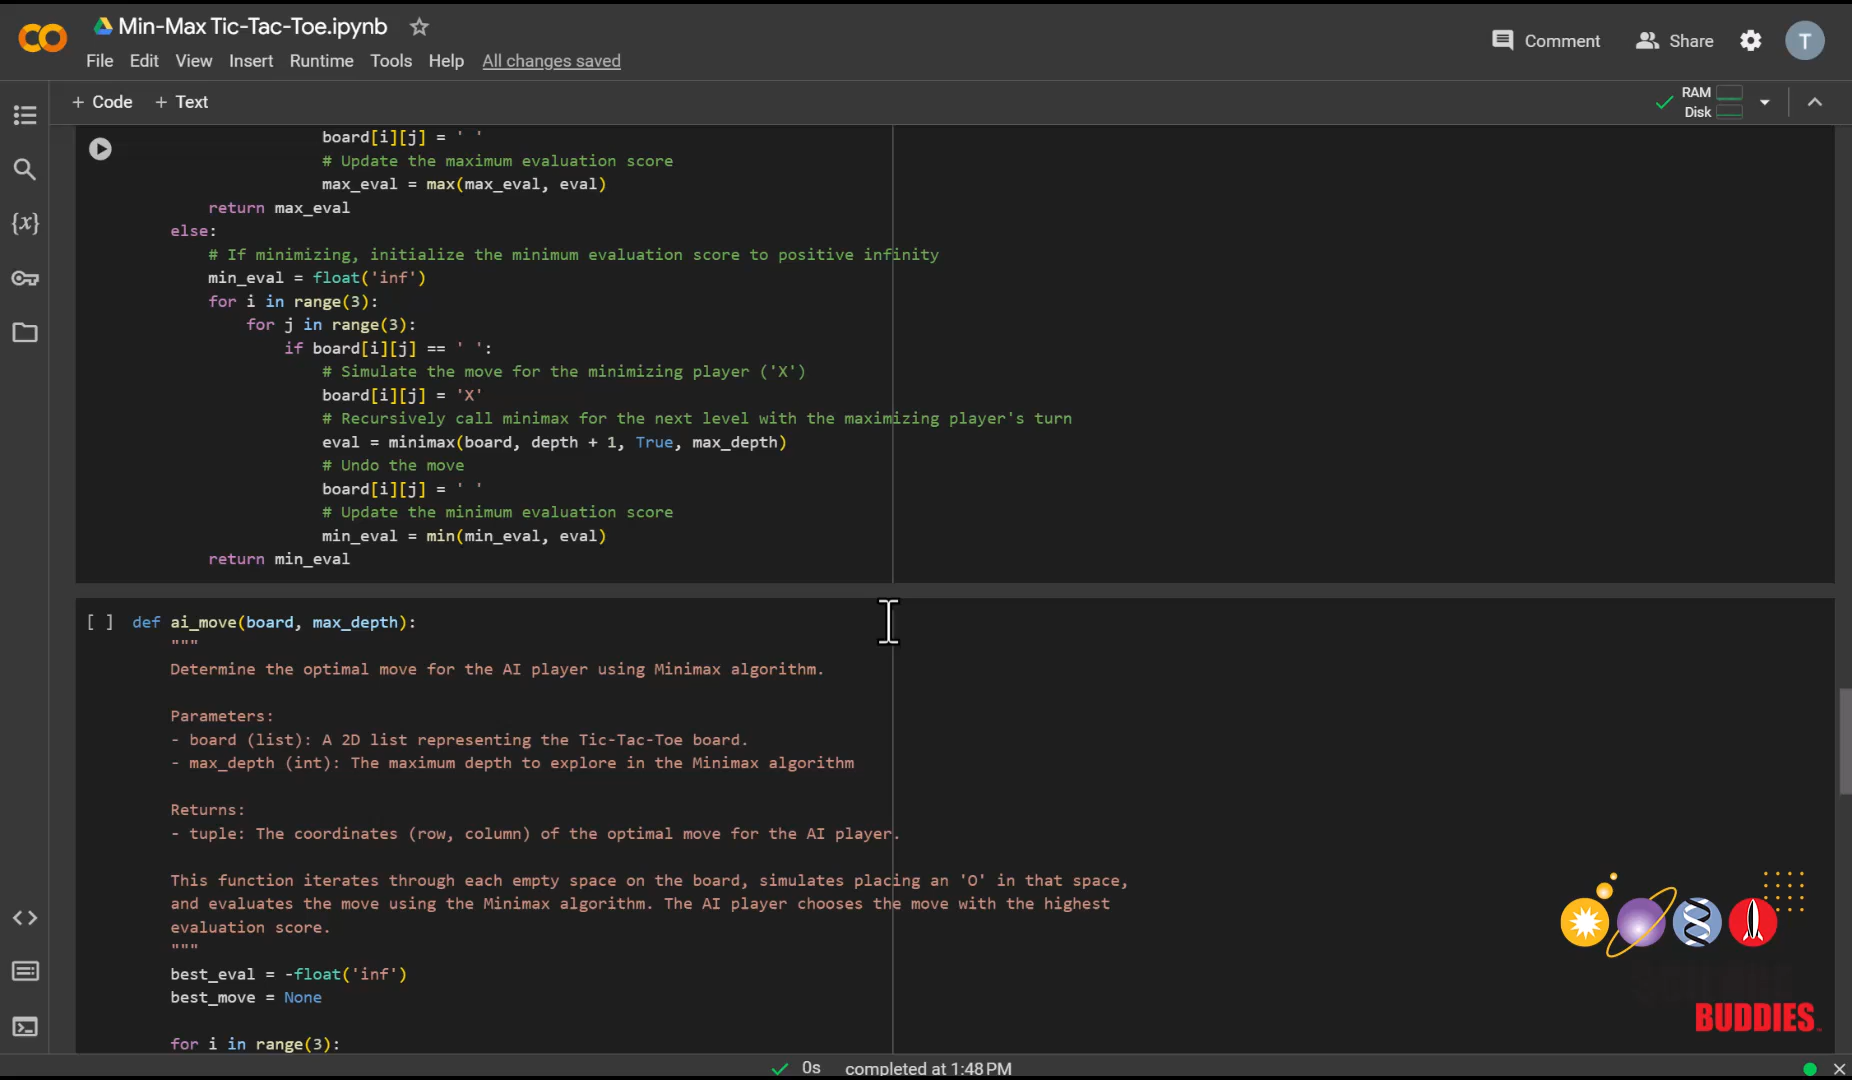 Min-Max Tic-Tac-Toe.ipynb
Comment
Share
T
File Edit View Insert Runtime Tools Help All changes saved
+ Code + Text
RAM
Disk
board[i][j] = ' '
# Update the maximum evaluation score
max_eval = max(max_eval, eval)
return max_eval
else:
# If minimizing, initialize the minimum evaluation score to positive infinity
min_eval = float('inf')
for i in range(3):
for j in range(3):
if board[i][j] == ' ':
# Simulate the move for the minimizing player ('X')
board[i][j] = 'X'
# Recursively call minimax for the next level with the maximizing player's turn
eval = minimax(board, depth + 1, True, max_depth)
# Undo the move
board[i][j] = ' '
# Update the minimum evaluation score
min_eval = min(min_eval, eval)
return min_eval
[ ] def ai_move(board, max_depth):
"""
Determine the optimal move for the AI player using Minimax algorithm.
Parameters:
- board (list): A 2D list representing the Tic-Tac-Toe board.
- max_depth (int): The maximum depth to explore in the Minimax algorithm
Returns:
- tuple: The coordinates (row, column) of the optimal move for the AI player.
This function iterates through each empty space on the board, simulates placing an 'O' in that space,
and evaluates the move using the Minimax algorithm. The AI player chooses the move with the highest
evaluation score.
"""
best_eval = -float('inf')
best_move = None
for i in range(3):
BUDDIES
0s completed at 1:48 PM